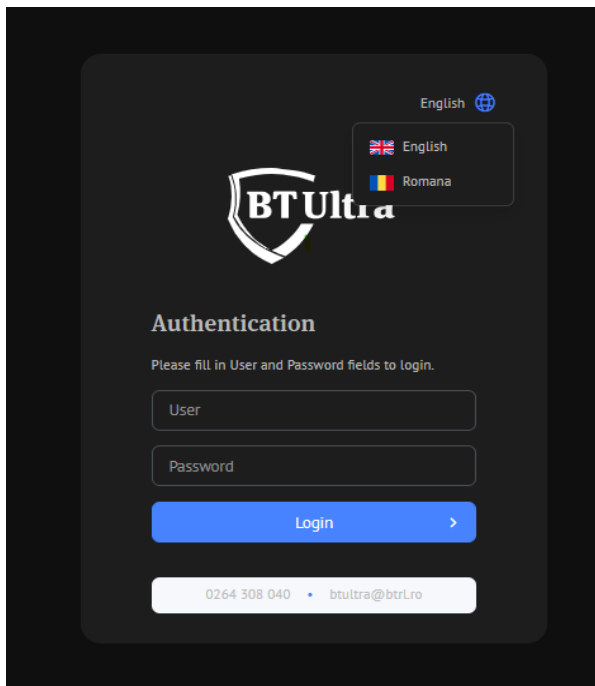 English
English
Romana
BT Ultra
Authentication
Please fill in User and Password fields to login.
User
Password
Login
0264 308 040 • btultra@btrl.ro